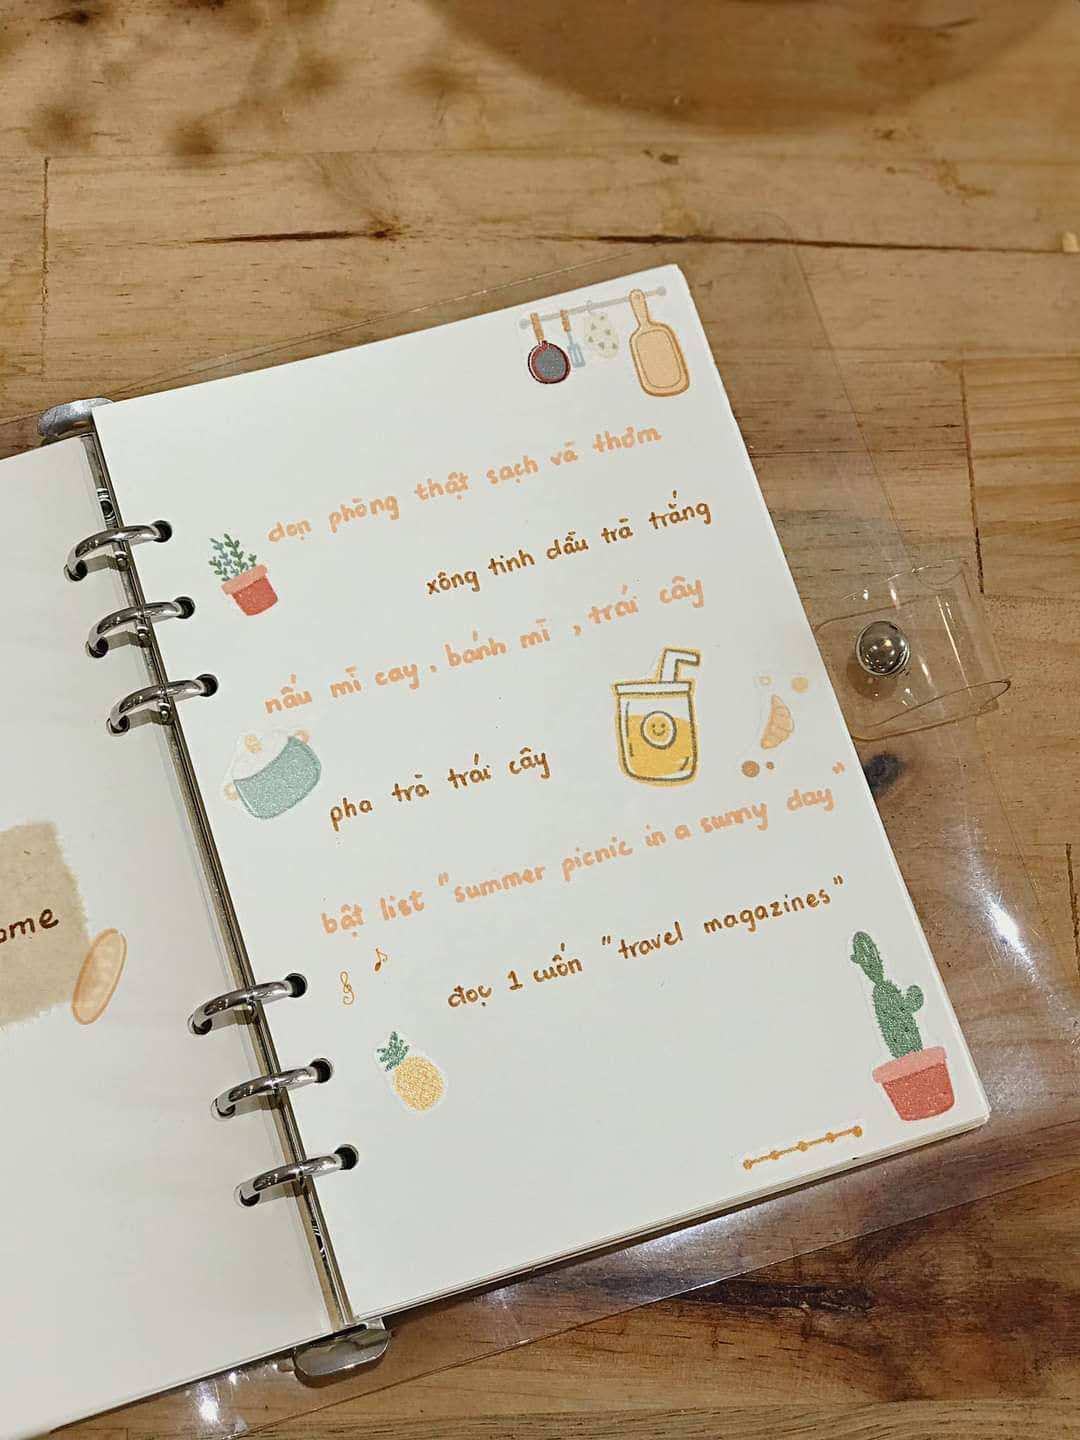 dọn phòng thật sạch và thơm
xông tinh dầu trà trắng
nấu mì cay, bánh mì, trái cây
pha trà trái cây
bật list "summer picnic in a sunny day"
đọc 1 cuốn "travel magazines"